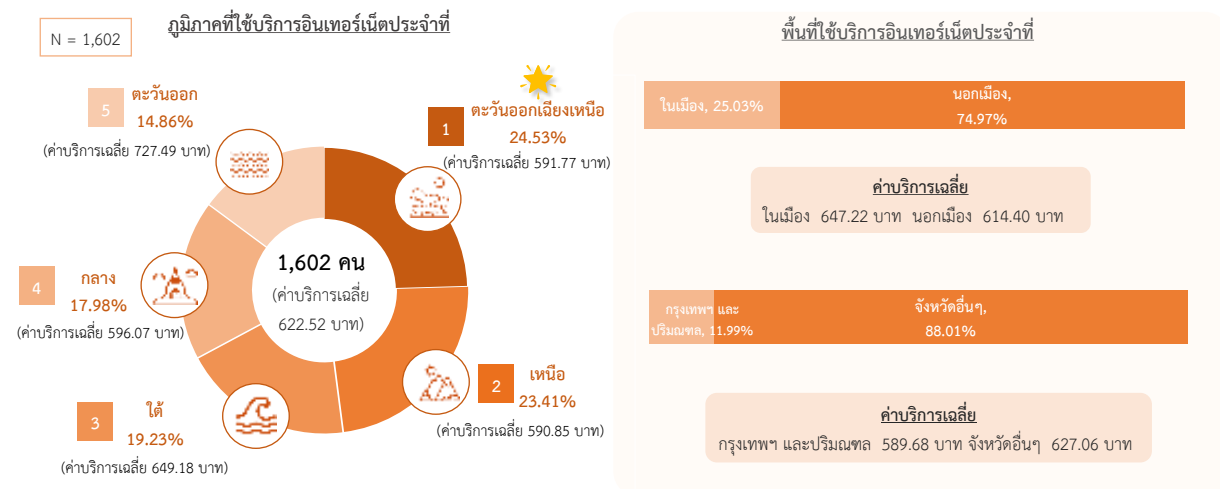 N = 1,602
ภูมิภาคที่ใช้บริการอินเทอร์เน็ตประจำที่
1
ตะวันออกเฉียงเหนือ
24.53%
(ค่าบริการเฉลี่ย 591.77 บาท)
2
เหนือ
23.41%
(ค่าบริการเฉลี่ย 590.85 บาท)
3
ใต้
19.23%
(ค่าบริการเฉลี่ย 649.18 บาท)
4
กลาง
17.98%
(ค่าบริการเฉลี่ย 596.07 บาท)
5
ตะวันออก
14.86%
(ค่าบริการเฉลี่ย 727.49 บาท)
1,602 คน
(ค่าบริการเฉลี่ย
622.52 บาท)
พื้นที่ใช้บริการอินเทอร์เน็ตประจำที่
ในเมือง, 25.03%
นอกเมือง,
74.97%
ค่าบริการเฉลี่ย
ในเมือง 647.22 บาท นอกเมือง 614.40 บาท
กรุงเทพฯ และ
ปริมณฑล, 11.99%
จังหวัดอื่นๆ,
88.01%
ค่าบริการเฉลี่ย
กรุงเทพฯ และปริมณฑล 589.68 บาท จังหวัดอื่นๆ 627.06 บาท